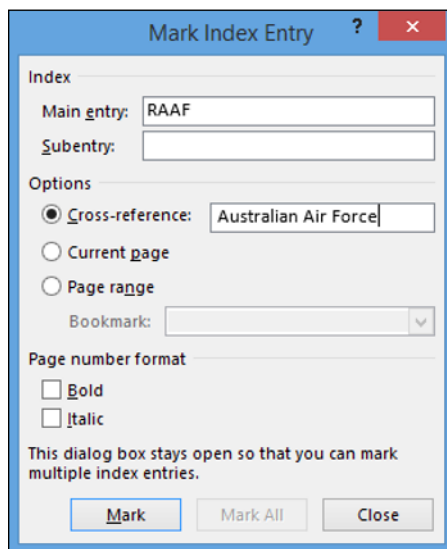 Mark Index Entry ?
Index
Main entry: RAAF
Subentry:
Options
Cross-reference: Australian Air Force
Current page
Page range
Bookmark:
Page number format
Bold
Italic
This dialog box stays open so that you can mark
multiple index entries.
Mark Mark All Close